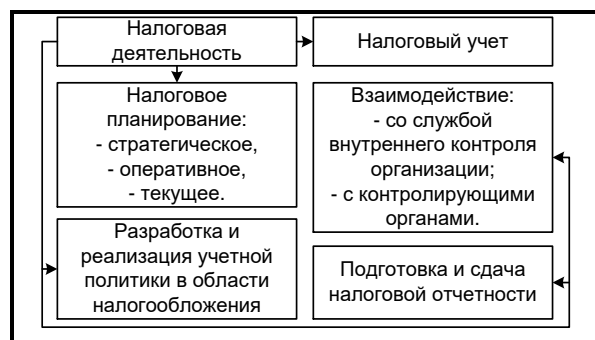 Налоговая
деятельность
Налоговый учет
Налоговое
планирование:
- стратегическое,
- оперативное,
- текущее.
Взаимодействие:
- со службой
внутреннего контроля
организации;
- с контролирующими
органами.
Разработка и
реализация учетной
политики в области
налогообложения
Подготовка и сдача
налоговой отчетности